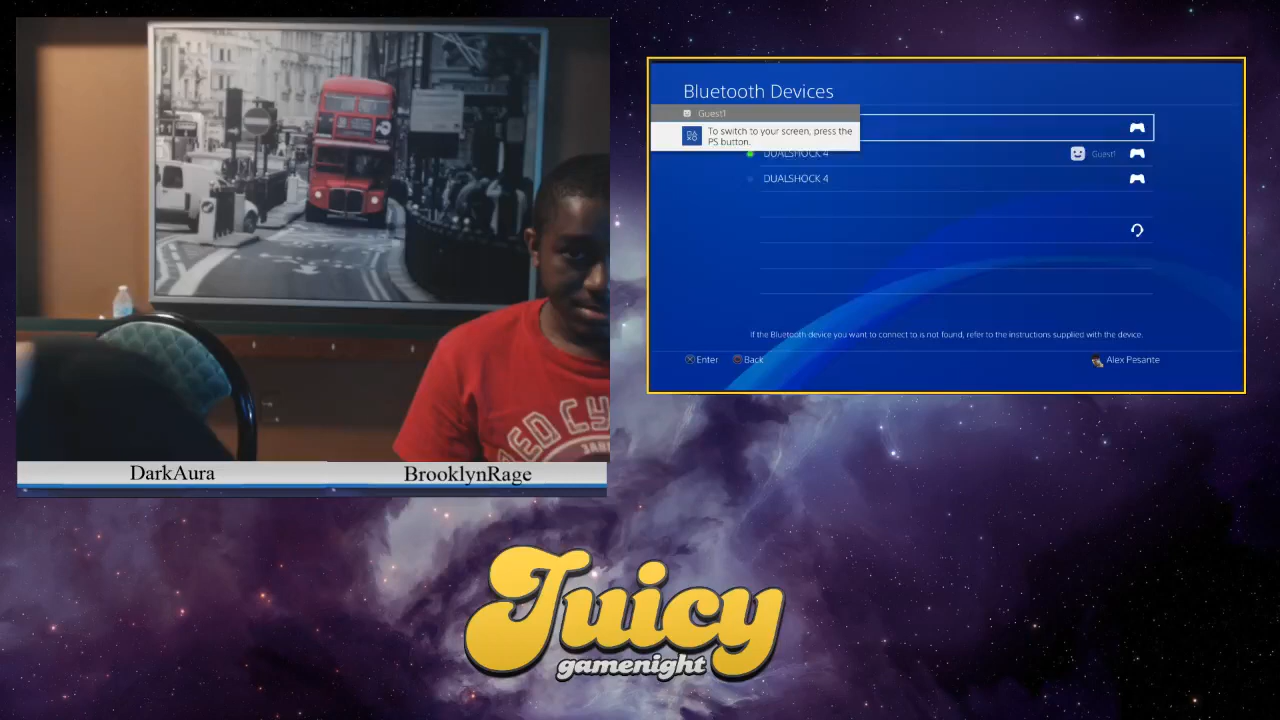 Bluetooth Devices
Guest1
To switch to your screen, press the
PS button.
DUALSHOCK 4
Guest1
DUALSHOCK 4
If the Bluetooth device you want to connect to is not found, refer to the instructions supplied with the device.
Enter
Back
Alex Pesante
DarkAura
BrooklynRage
Juicy
gamenight